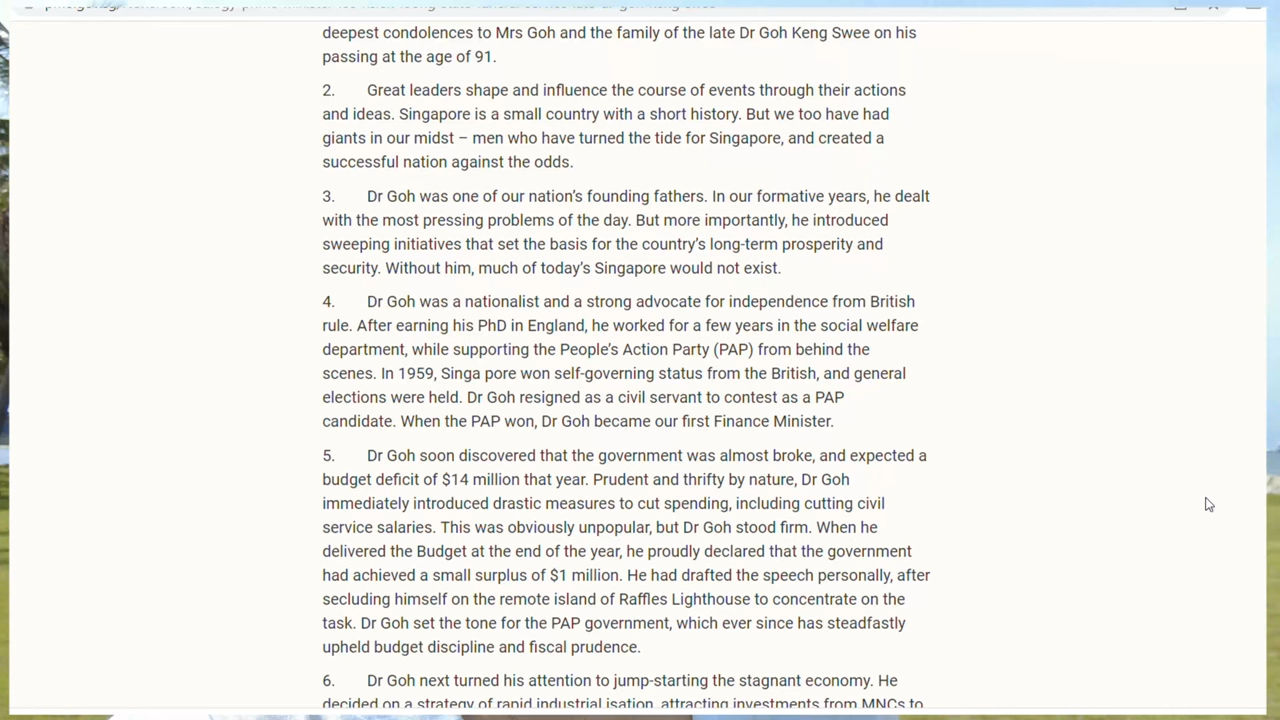 deepest condolences to Mrs Goh and the family of the late Dr Goh Keng Swee on his
passing at the age of 91.
2. Great leaders shape and influence the course of events through their actions
and ideas. Singapore is a small country with a short history. But we too have had
giants in our midst – men who have turned the tide for Singapore, and created a
successful nation against the odds.
3. Dr Goh was one of our nation's founding fathers. In our formative years, he dealt
with the most pressing problems of the day. But more importantly, he introduced
sweeping initiatives that set the basis for the country's long-term prosperity and
security. Without him, much of today's Singapore would not exist.
4. Dr Goh was a nationalist and a strong advocate for independence from British
rule. After earning his PhD in England, he worked for a few years in the social welfare
department, while supporting the People's Action Party (PAP) from behind the
scenes. In 1959, Singa pore won self-governing status from the British, and general
elections were held. Dr Goh resigned as a civil servant to contest as a PAP
candidate. When the PAP won, Dr Goh became our first Finance Minister.
5. Dr Goh soon discovered that the government was almost broke, and expected a
budget deficit of $14 million that year. Prudent and thrifty by nature, Dr Goh
immediately introduced drastic measures to cut spending, including cutting civil
service salaries. This was obviously unpopular, but Dr Goh stood firm. When he
delivered the Budget at the end of the year, he proudly declared that the government
had achieved a small surplus of $1 million. He had drafted the speech personally, after
secluding himself on the remote island of Raffles Lighthouse to concentrate on the
task. Dr Goh set the tone for the PAP government, which ever since has steadfastly
upheld budget discipline and fiscal prudence.
6. Dr Goh next turned his attention to jump-starting the stagnant economy. He
decided on a strategy of rapid industrial isation, attracting investments from MNCs to